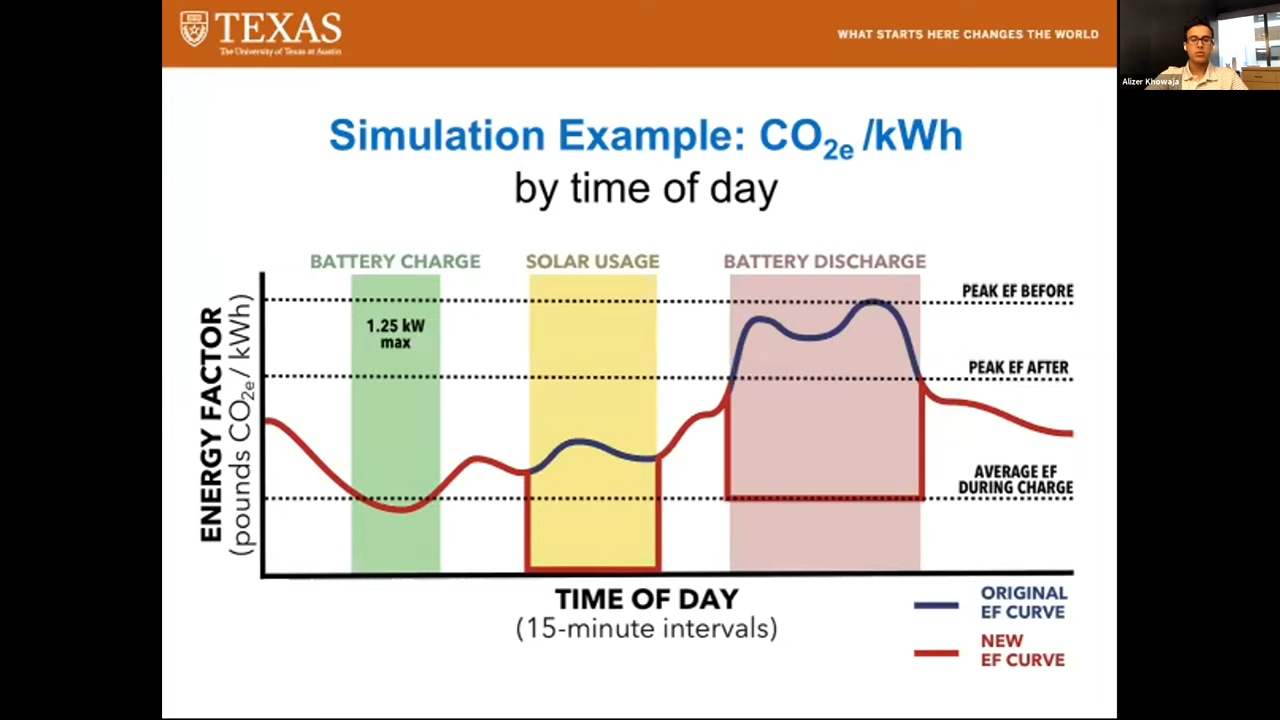 TEXAS
The University of Texas at Austin
WHAT STARTS HERE CHANGES THE WORLD
Alizer Khowaja
Simulation Example: CO2e /kWh
by time of day
BATTERY CHARGE
SOLAR USAGE
BATTERY DISCHARGE
PEAK EF BEFORE
1.25 kW
max
PEAK EF AFTER
AVERAGE EF
DURING CHARGE
ENERGY FACTOR
(pounds CO2e / kWh)
TIME OF DAY
(15-minute intervals)
ORIGINAL
EF CURVE
NEW
EF CURVE